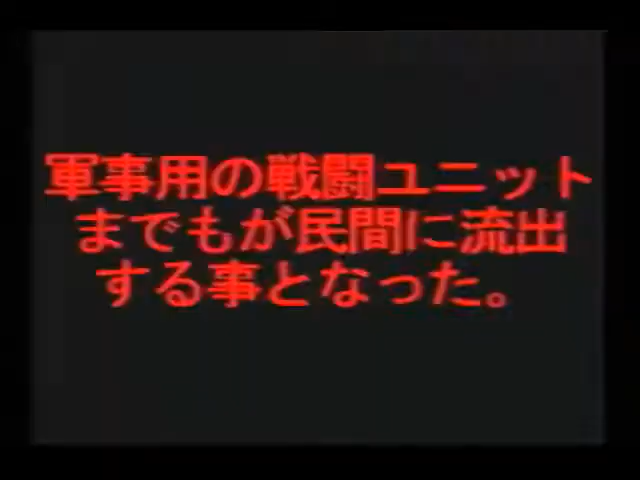 軍事用の戦闘ユニット
までもが民間に流出
する事となった。